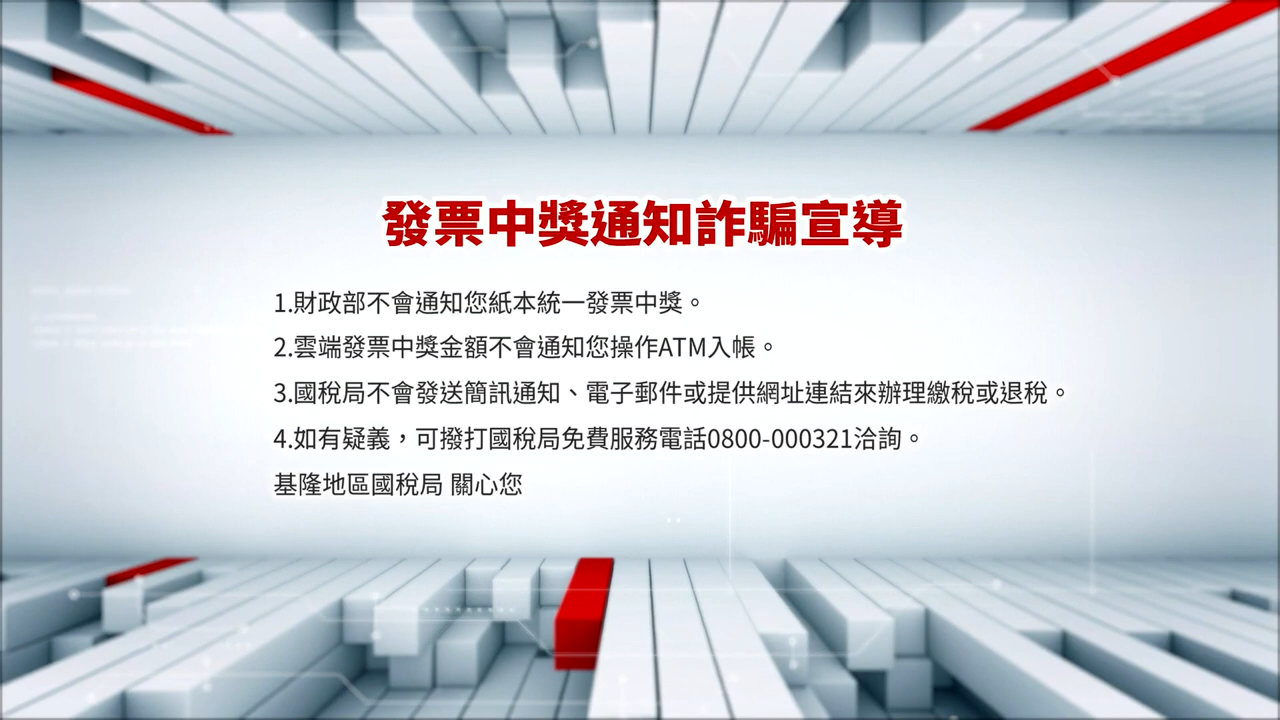 發票中獎通知詐騙宣導
1.財政部不會通知您紙本統一發票中獎。
2.雲端發票中獎金額不會通知您操作ATM入帳。
3.國稅局不會發送簡訊通知、電子郵件或提供網址連結來辦理繳稅或退稅。
4.如有疑義，可撥打國稅局免費服務電話0800-000321洽詢。
基隆地區國稅局 關心您